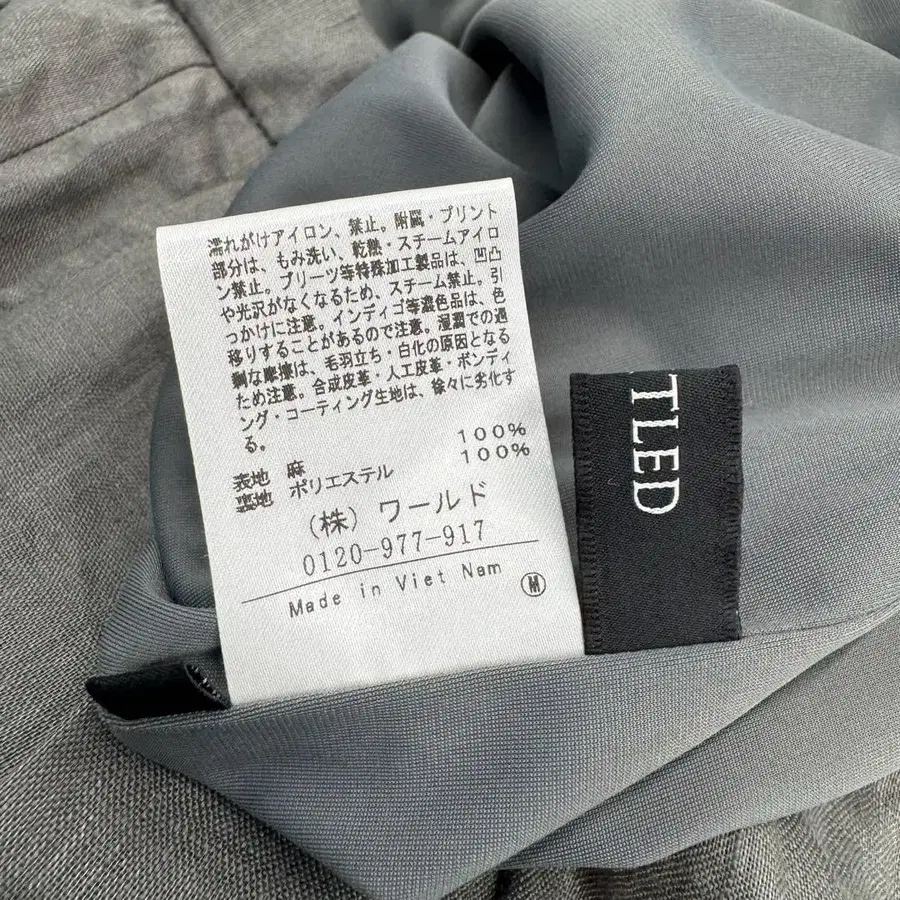 濡れがけアイロン、禁止。附属・プリント
部分は、もみ洗い、乾熱・スチームアイロ
ン禁止。プリーツ等特殊加工製品は、凹凸
や光沢がなくなるため、スチーム禁止。引
っかけに注意。インディゴ等濃色品は、色
移りすることがあるので注意。湿潤での過
剰な摩擦は、毛羽立ち・白化の原因となる
ため注意。合成皮革・人工皮革・ボンディ
ング・コーティング生地は、徐々に劣化す
る。
表地 麻 100%
裏地 ポリエステル 100%
(株) ワールド
0120-977-917
Made in Viet Nam
M
TLED